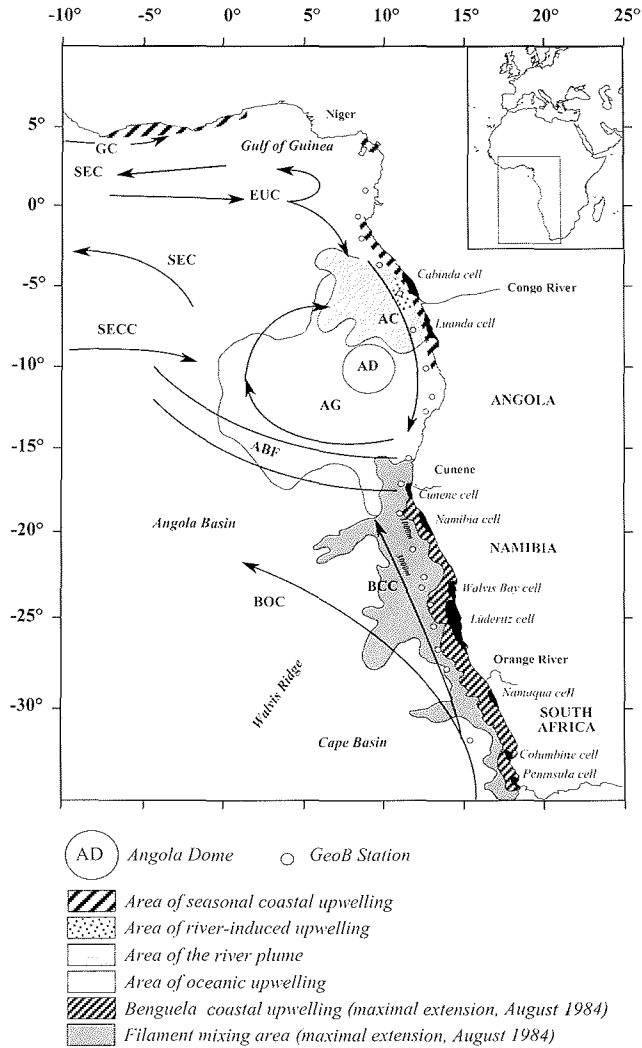 -10° -5° 0° 5° 10° 15° 20° 25°
5°
0°
-5°
-10°
-15°
-20°
-25°
-30°
Niger
Gulf of Guinea
GC
SEC
EUC
SEC
Cabinda cell
Congo River
AC
Luanda cell
SECC
AD
AG
ANGOLA
ABF
Cunene
Cunene cell
Angola Basin
Namibia cell
100m
NAMIBIA
1000m
BCC
Walvis Bay cell
BOC
Lüderitz cell
Orange River
Walvis Ridge
Namaqua cell
SOUTH
AFRICA
Cape Basin
Columbine cell
Peninsula cell
AD Angola Dome GeoB Station
Area of seasonal coastal upwelling
Area of river-induced upwelling
Area of the river plume
Area of oceanic upwelling
Benguela coastal upwelling (maximal extension, August 1984)
Filament mixing area (maximal extension, August 1984)